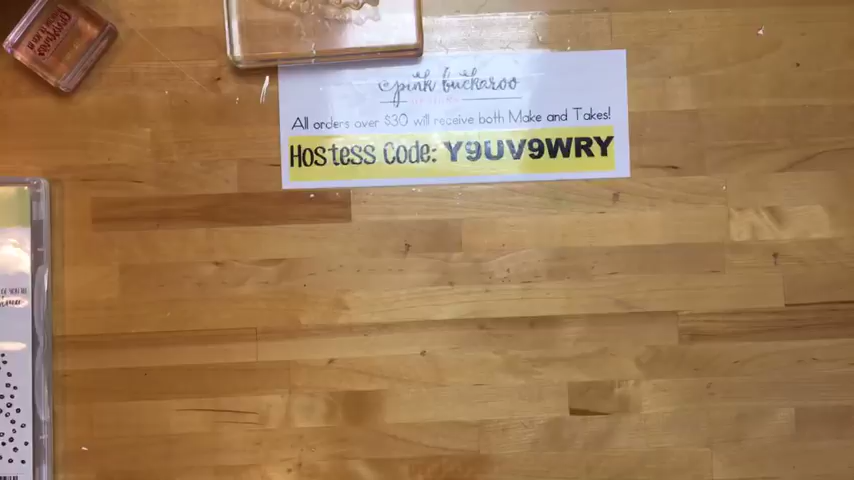 pink buckaroo
All orders over $30 will receive both Make and Takes!
Hostess Code: Y9UV9WRY